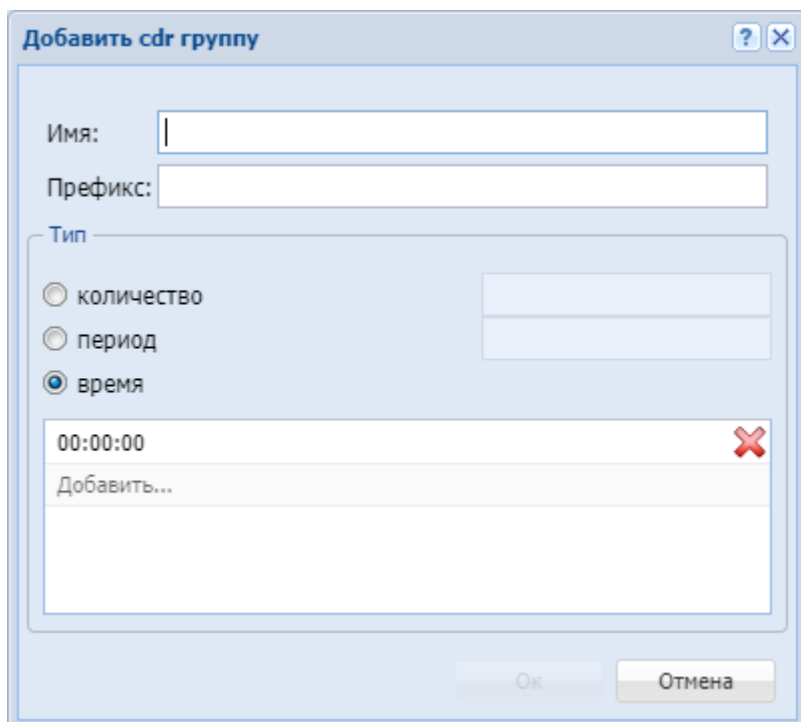 Добавить cdr группу
Имя:
Префикс:
Тип
количество
период
время
00:00:00
Добавить...
Ок
Отмена